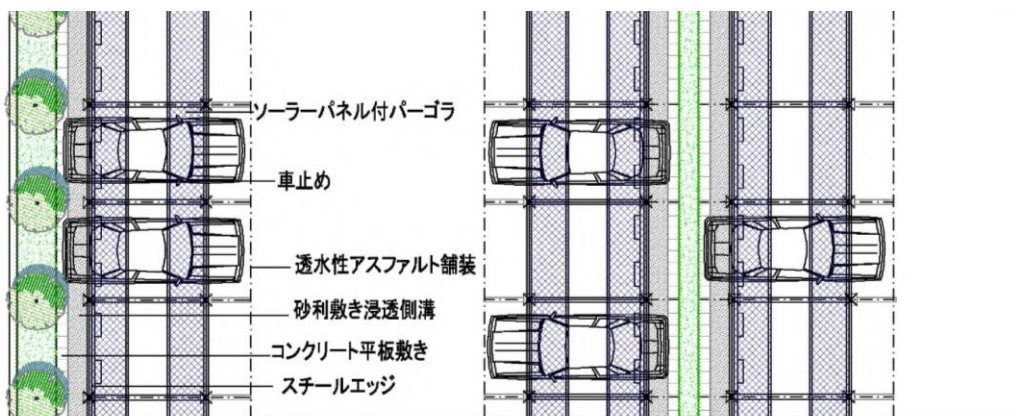 ソーラーパネル付パーゴラ
車止め
透水性アスファルト舗装
砂利敷き浸透側溝
コンクリート平板敷き
スチールエッジ